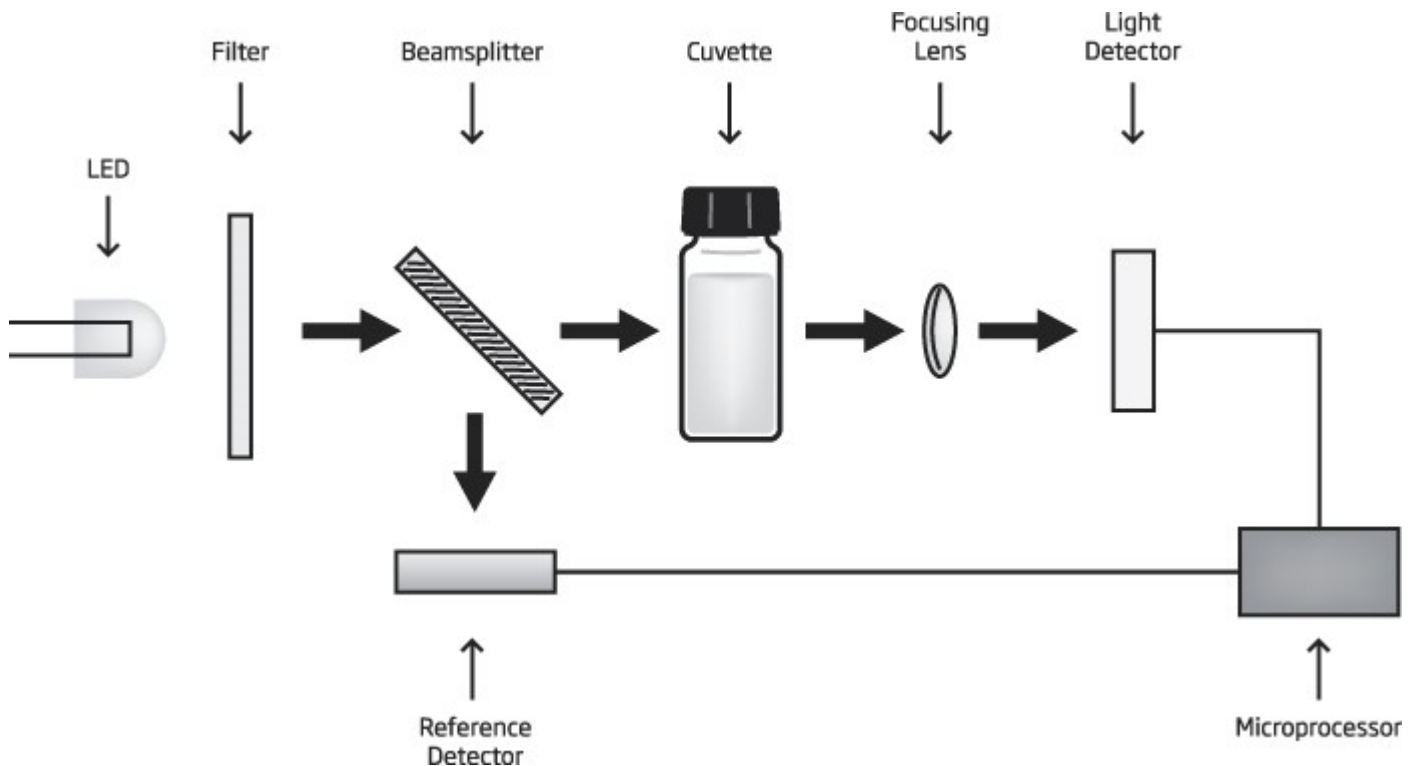 Filter
Beamsplitter
Cuvette
Focusing
Lens
Light
Detector
LED
Reference
Detector
Microprocessor